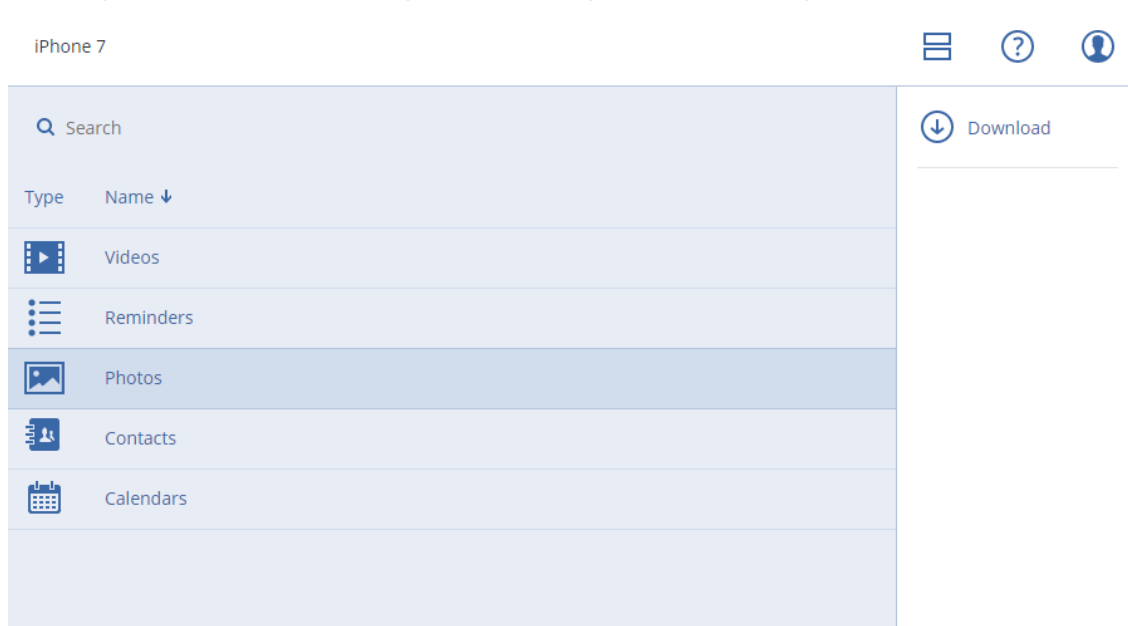 iPhone 7
Search
Download
Type Name
Videos
Reminders
Photos
Contacts
Calendars